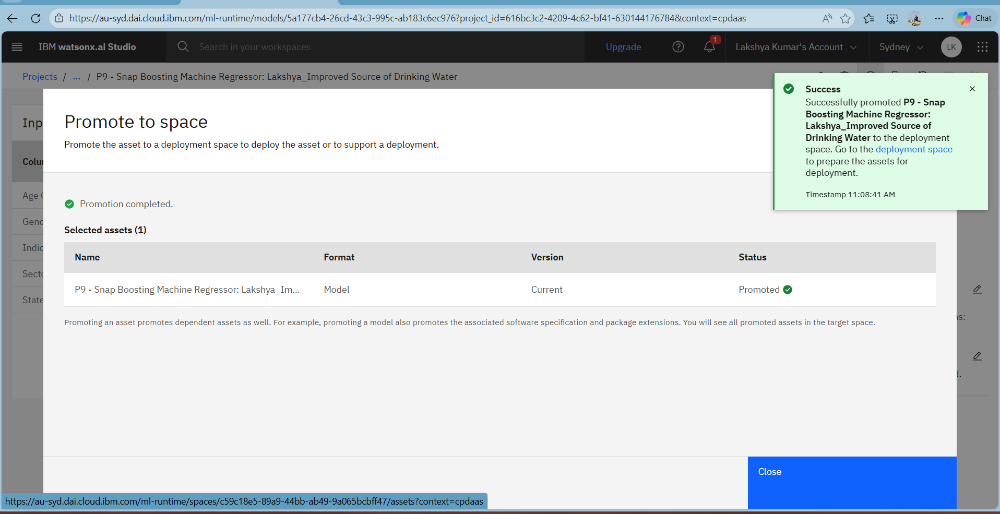 https://au-syd.dai.cloud.ibm.com/ml-runtime/models/5a177cb4-26cd-43c3-995c-ab183c6ec976?project_id=616bc3c2-4209-4c62-bf41-630144176784&context=cpdaas
Chat
IBM watsonx.ai Studio
Search in your workspaces
Upgrade
1
Lakshya Kumar's Account
Sydney
LK
Projects / ... / P9 - Snap Boosting Machine Regressor: Lakshya_Improved Source of Drinking Water
Success
Successfully promoted P9 - Snap
Boosting Machine Regressor:
Lakshya_Improved Source of
Drinking Water to the deployment
space. Go to the deployment space
to prepare the assets for
deployment.
Timestamp 11:08:41 AM
Inp
Colu
Age
Gend
Indic
Secto
State
Promote to space
Promote the asset to a deployment space to deploy the asset or to support a deployment.
Promotion completed.
Selected assets (1)
Name Format Version Status
P9 - Snap Boosting Machine Regressor: Lakshya_Im... Model Current Promoted
Promoting an asset promotes dependent assets as well. For example, promoting a model also promotes the associated software specification and package extensions. You will see all promoted assets in the target space.
Close
https://au-syd.dai.cloud.ibm.com/ml-runtime/spaces/c59c18e5-89a9-44bb-ab49-9a065bcbff47/assets?context=cpdaas